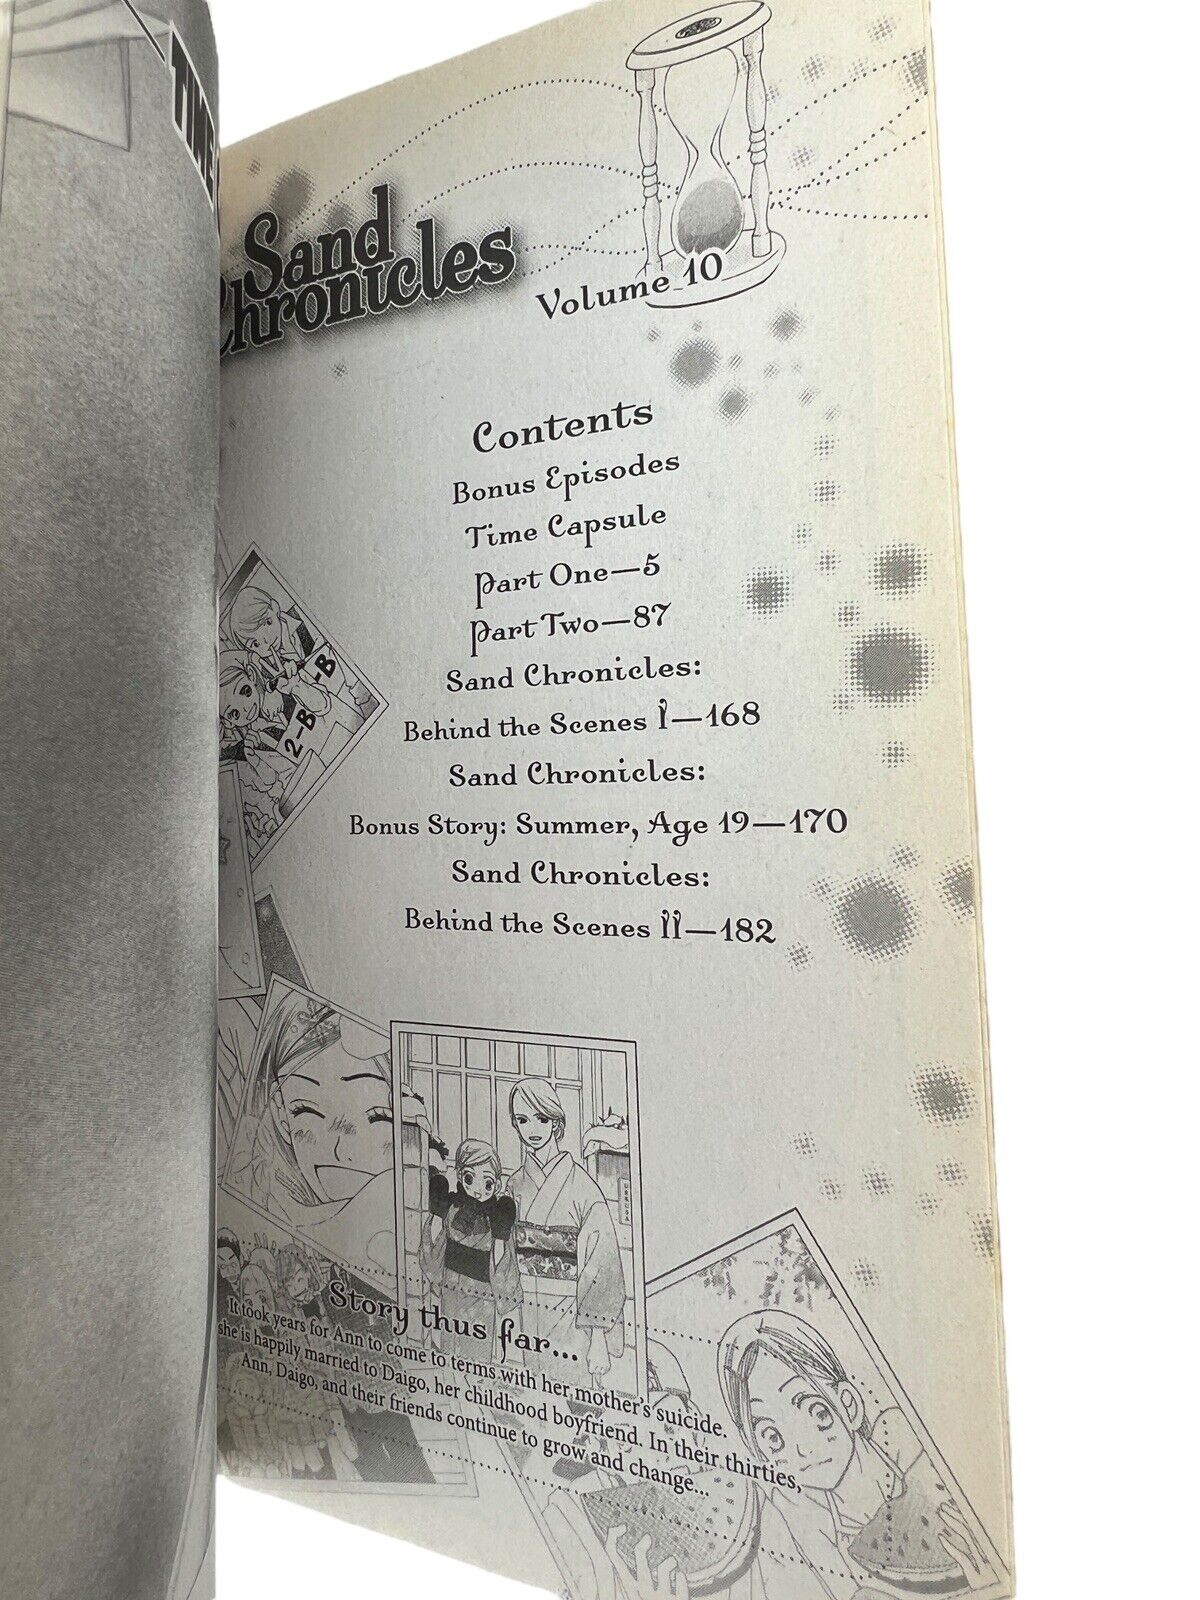 TIME
Sand
Chronicles
Volume 10
Contents
Bonus Episodes
Time Capsule
Part One—5
Part Two—87
Sand Chronicles:
Behind the Scenes I—168
Sand Chronicles:
Bonus Story: Summer, Age 19—170
Sand Chronicles:
Behind the Scenes II—182
2-B
-B
UEKUSA
Story thus far...
It took years for Ann to come to terms with her mother's suicide.
she is happily married to Daigo, her childhood boyfriend. In their thirties,
Ann, Daigo, and their friends continue to grow and change...